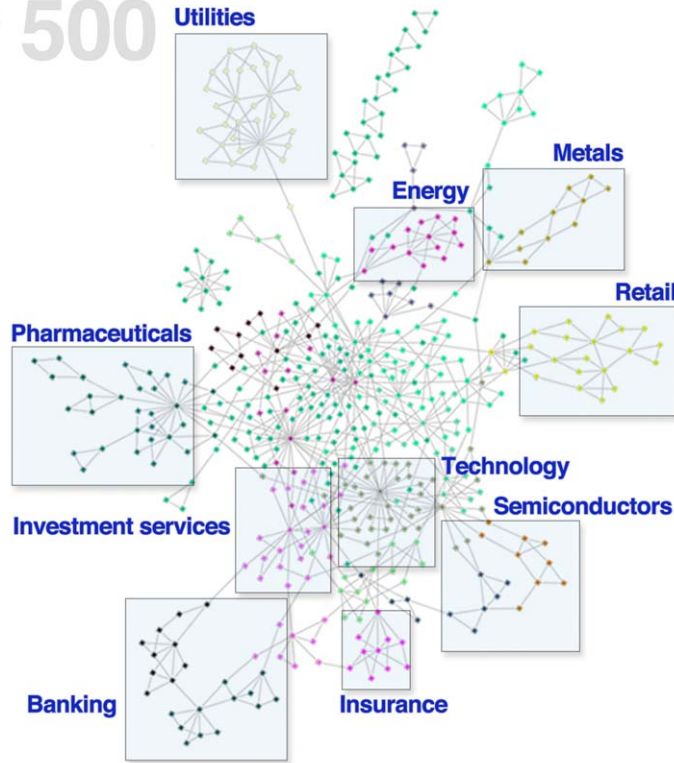 500
Utilities
Metals
Energy
Retail
Pharmaceuticals
Technology
Semiconductors
Investment services
Banking
Insurance